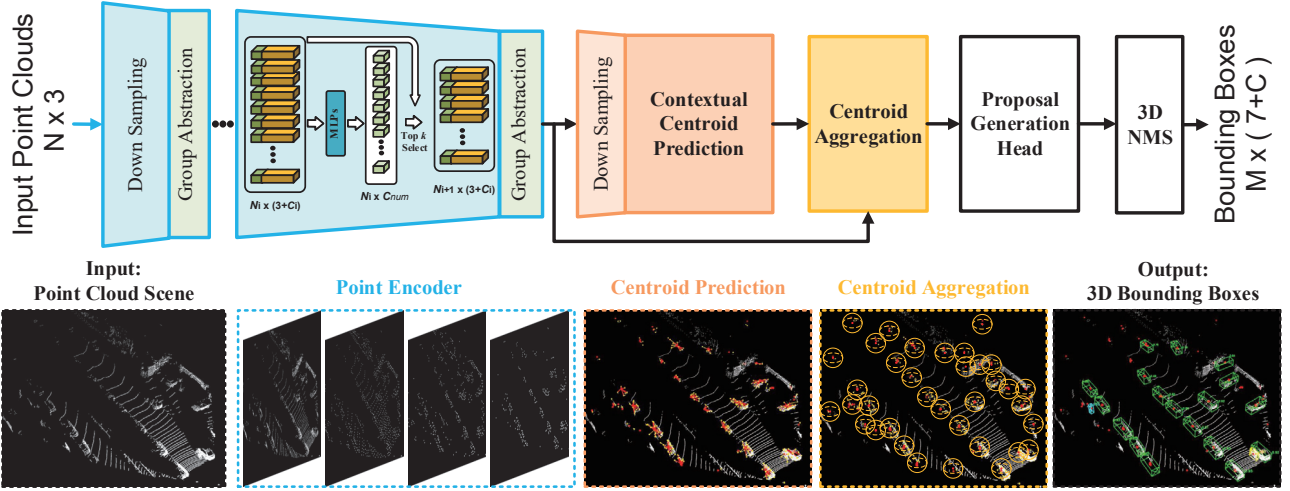 Input Point Clouds
N x 3
Down Sampling
Group Abstraction
Ni x (3+Ci)
MLPs
Ni x Cnum
Top k
Select
Ni+1 x (3+Ci)
Group Abstraction
Down Sampling
Contextual
Centroid
Prediction
Centroid
Aggregation
Proposal
Generation
Head
3D
NMS
Bounding Boxes
M x ( 7+C )
Input:
Point Cloud Scene
Point Encoder
Centroid Prediction
Centroid Aggregation
Output:
3D Bounding Boxes